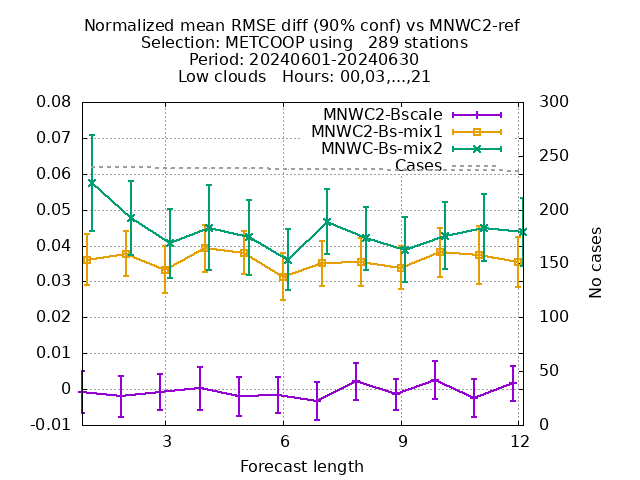 Normalized mean RMSE diff (90% conf) vs MNWC2-ref
Selection: METCOOP using   289 stations
Period: 20240601-20240630
Low clouds   Hours: 00,03,...,21
MNWC2-Bscale
MNWC2-Bs-mix1
MNWC-Bs-mix2
Cases
0.08
0.07
0.06
0.05
0.04
0.03
0.02
0.01
0
-0.01
300
250
200
150
100
50
0
No cases
3
6
9
12
Forecast length